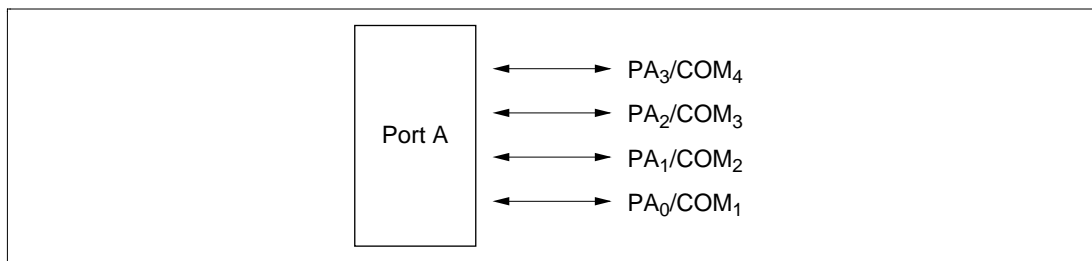 Port A
PA₃/COM₄
PA₂/COM₃
PA₁/COM₂
PA₀/COM₁